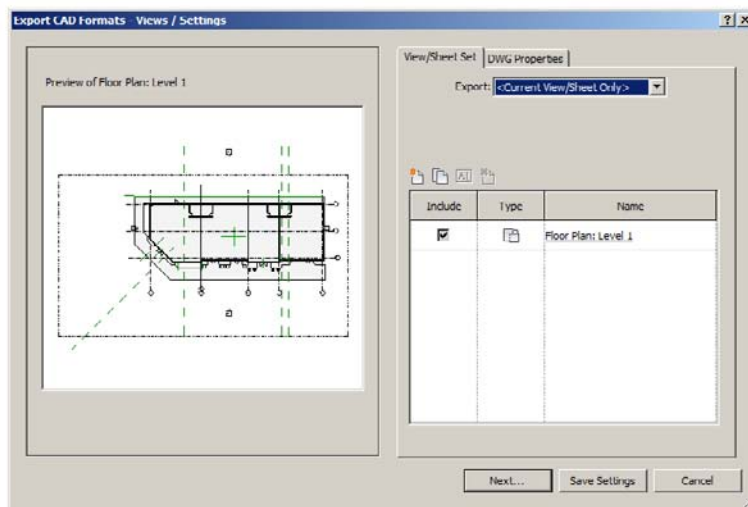 Export CAD Formats - Views / Settings
Preview of Floor Plan: Level 1
View/Sheet Set
DWG Properties
Export:
<Current View/Sheet Only>
Include
Type
Name
Floor Plan: Level 1
Next...
Save Settings
Cancel